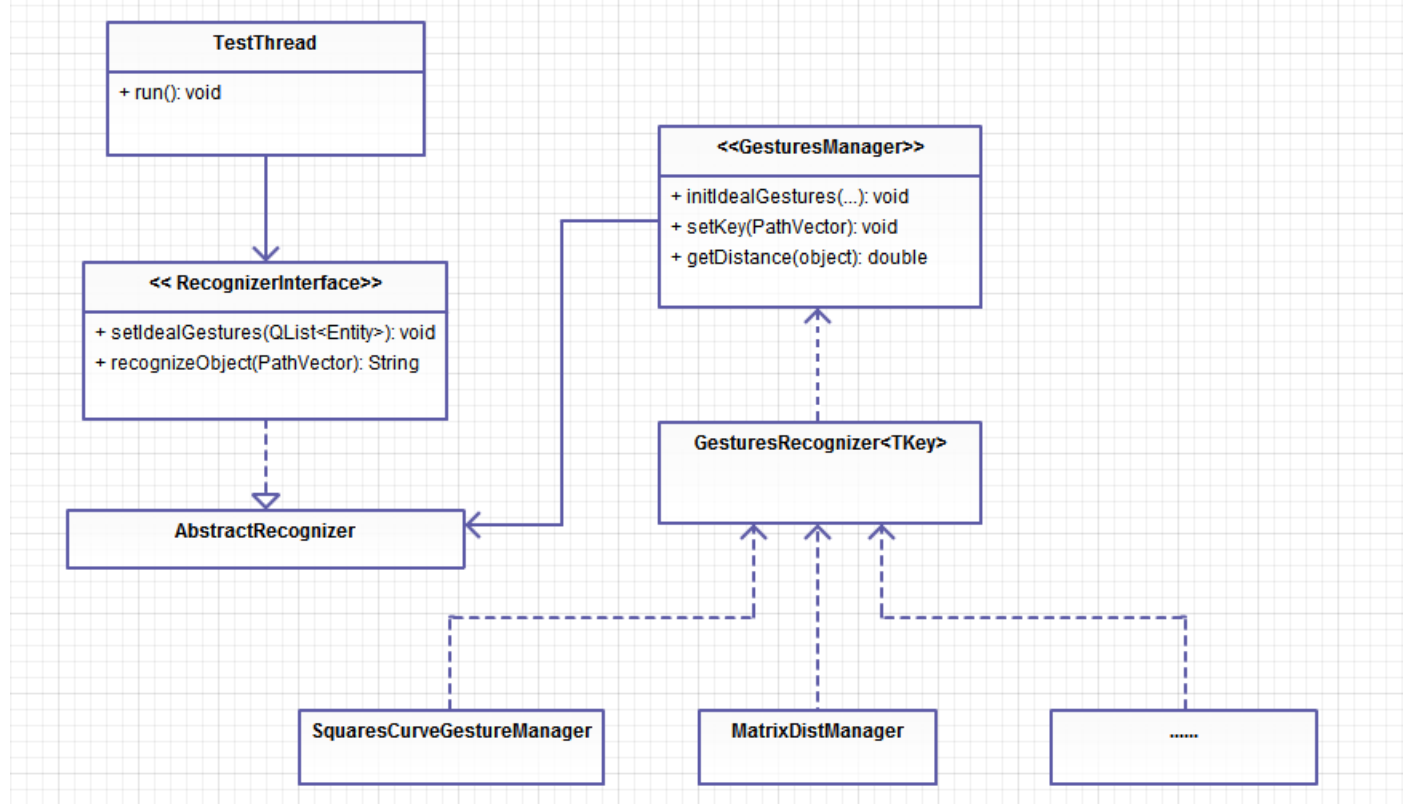 TestThread
+ run(): void
<<GesturesManager>>
+ initIdealGestures(...): void
+ setKey(PathVector): void
+ getDistance(object): double
<< RecognizerInterface>>
+ setIdealGestures(QList<Entity>): void
+ recognizeObject(PathVector): String
GesturesRecognizer<TKey>
AbstractRecognizer
SquaresCurveGestureManager
MatrixDistManager
......